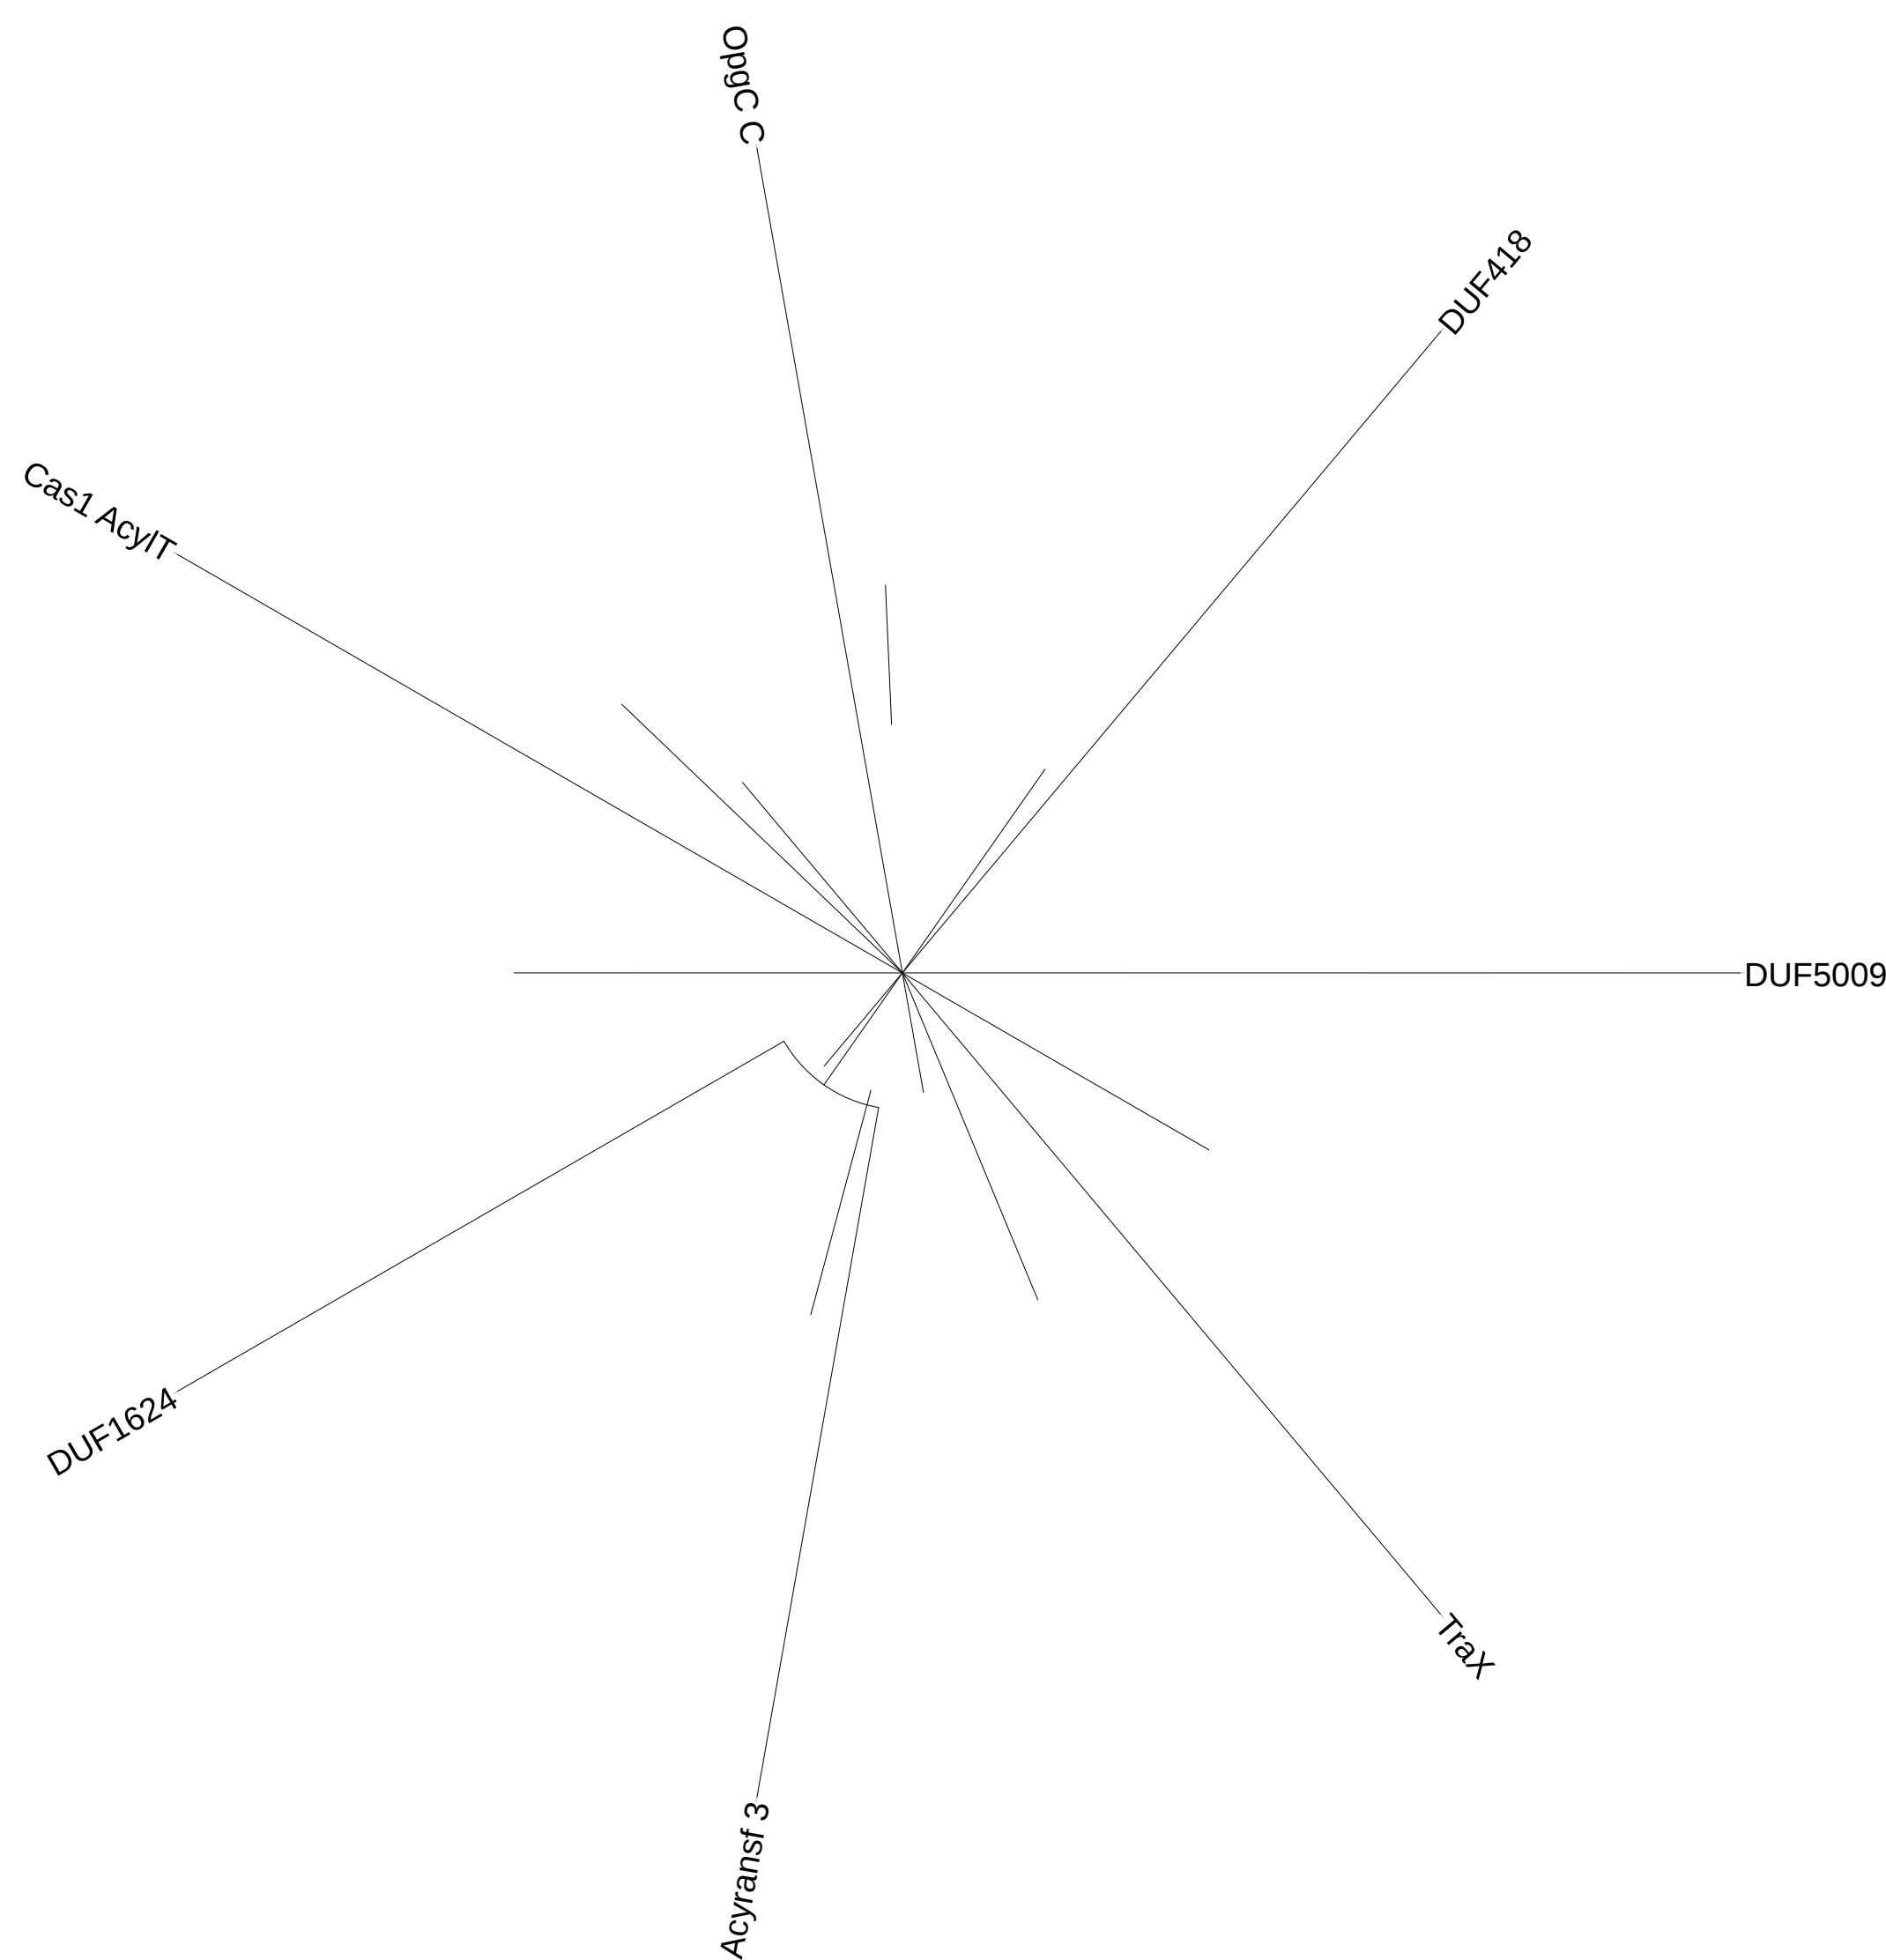 OpgC C
DUF418
Cas1 AcylT
DUF5009
DUF1624
TraX
Acyransf 3